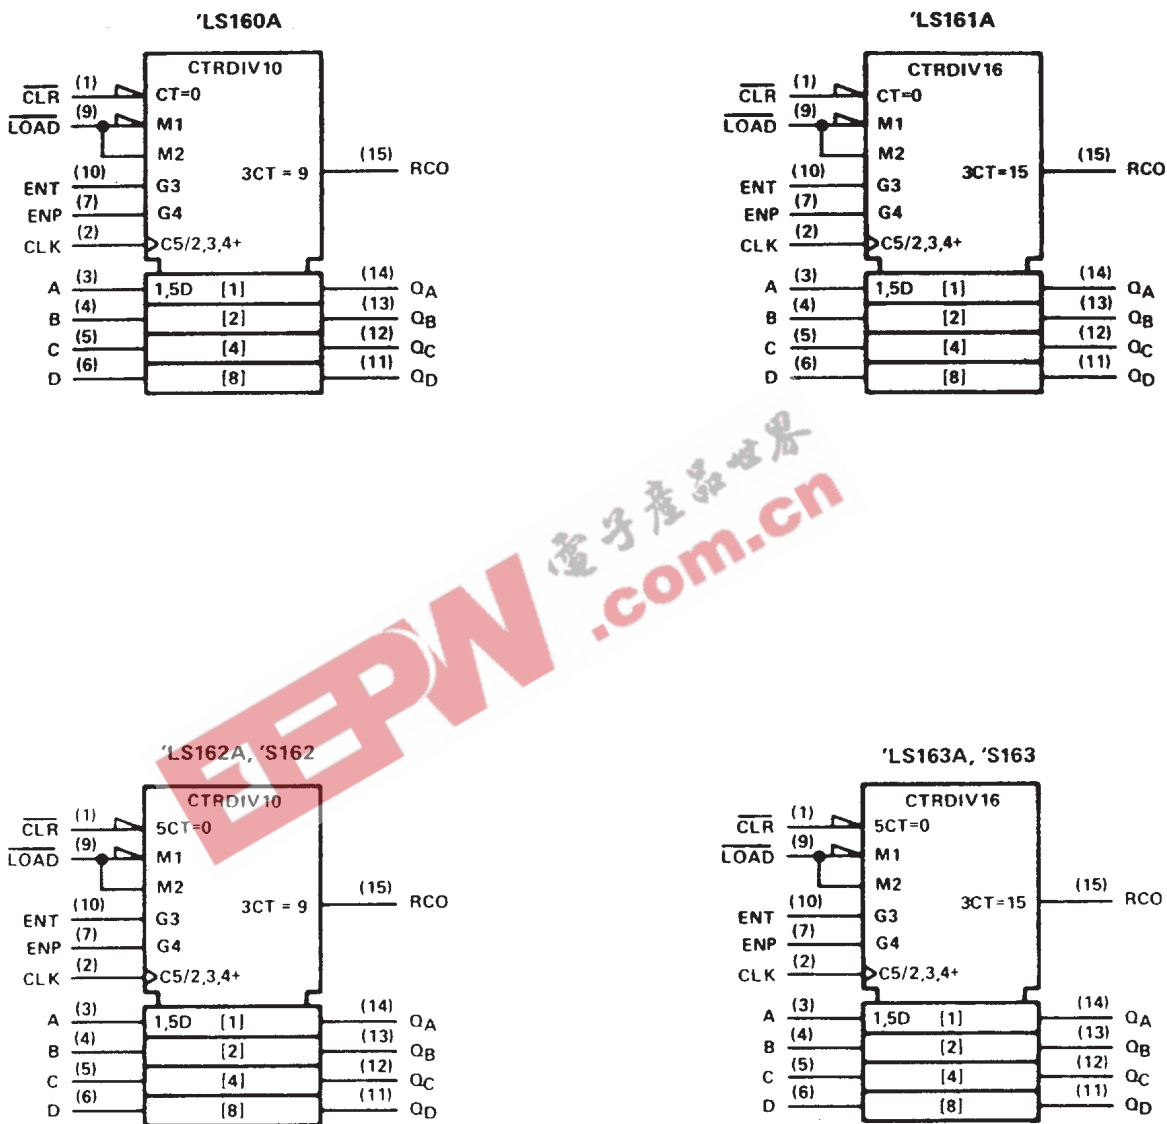 'LS160A
CTRDIV10
CLR (1) CT=0
LOAD (9) M1
M2
3CT = 9 (15) RCO
ENT (10) G3
ENP (7) G4
CLK (2) C5/2,3,4+
A (3) 1,5D [1] (14) QA
B (4) [2] (13) QB
C (5) [4] (12) QC
D (6) [8] (11) QD
'LS161A
CTRDIV16
CLR (1) CT=0
LOAD (9) M1
M2
3CT=15 (15) RCO
ENT (10) G3
ENP (7) G4
CLK (2) C5/2,3,4+
A (3) 1,5D [1] (14) QA
B (4) [2] (13) QB
C (5) [4] (12) QC
D (6) [8] (11) QD
EEPW
電子產品世界
.com.cn
'LS162A, 'S162
CTRDIV10
CLR (1) 5CT=0
LOAD (9) M1
M2
3CT = 9 (15) RCO
ENT (10) G3
ENP (7) G4
CLK (2) C5/2,3,4+
A (3) 1,5D [1] (14) QA
B (4) [2] (13) QB
C (5) [4] (12) QC
D (6) [8] (11) QD
'LS163A, 'S163
CTRDIV16
CLR (1) 5CT=0
LOAD (9) M1
M2
3CT=15 (15) RCO
ENT (10) G3
ENP (7) G4
CLK (2) C5/2,3,4+
A (3) 1,5D [1] (14) QA
B (4) [2] (13) QB
C (5) [4] (12) QC
D (6) [8] (11) QD